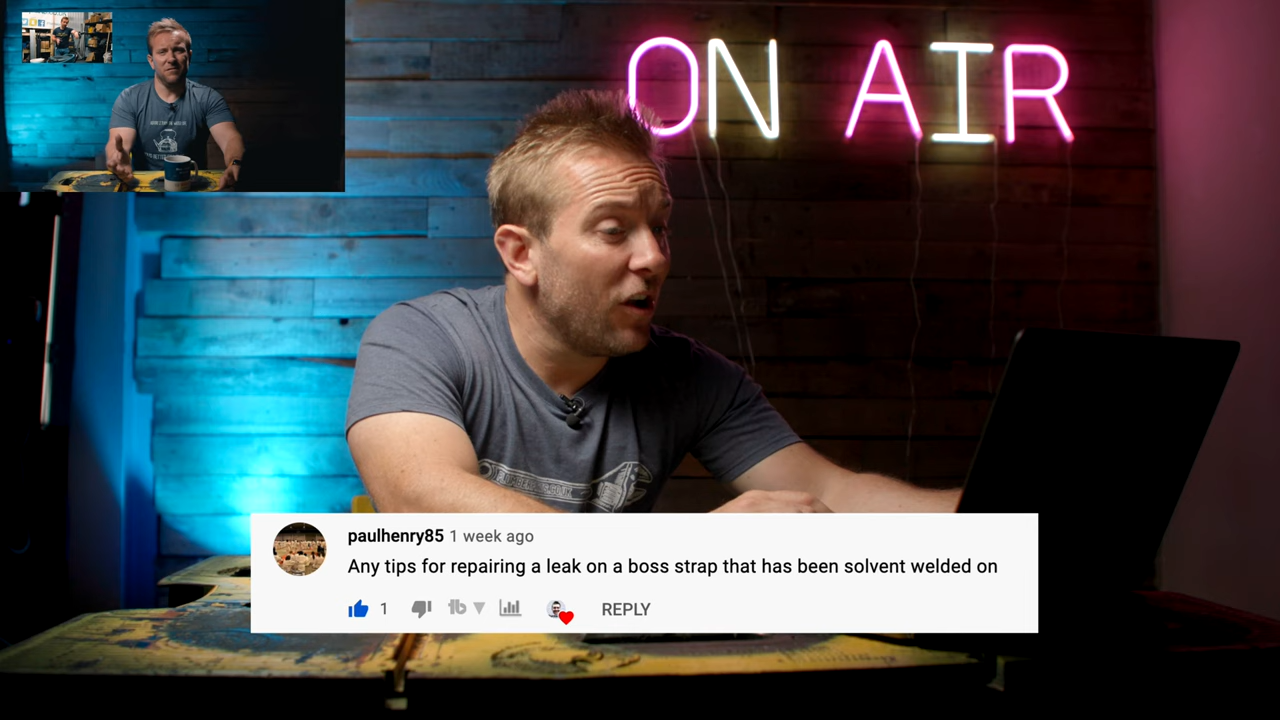 ON AIR
paulhenry85 1 week ago
Any tips for repairing a leak on a boss strap that has been solvent welded on
1
REPLY